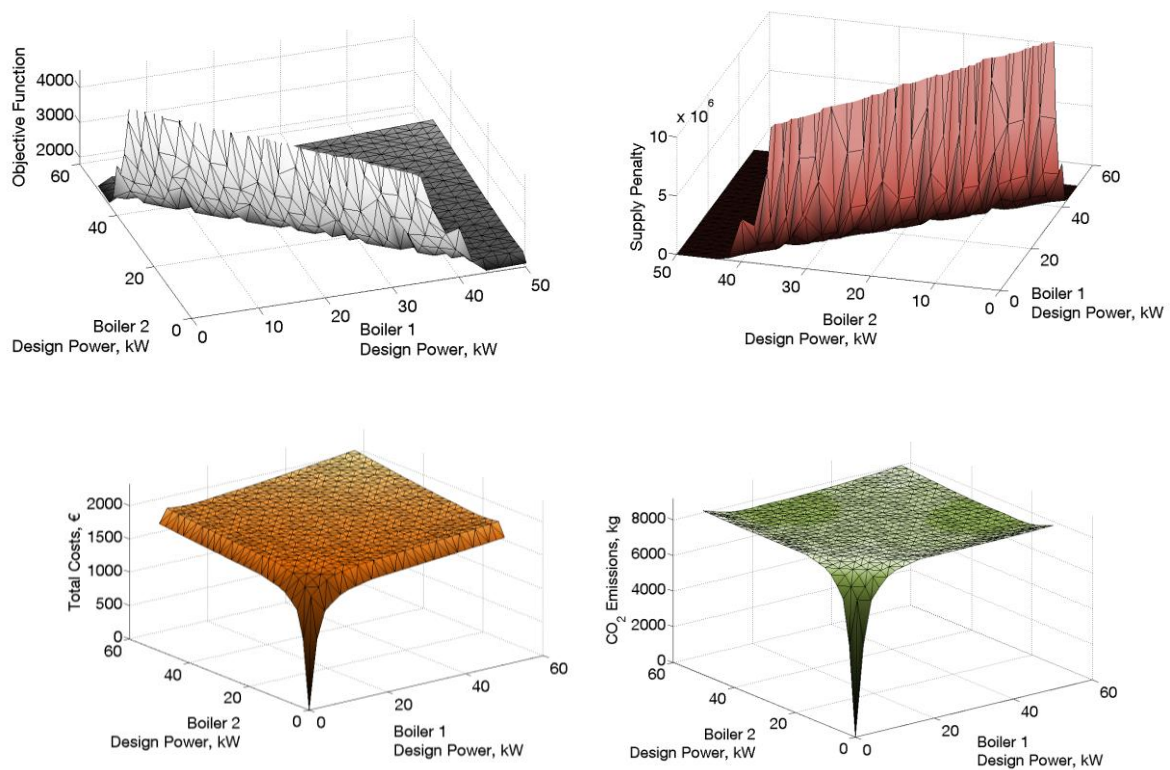 Objective Function
4000
3000
2000
60
40
20
0
Boiler 2
Design Power, kW
0
10
20
30
40
50
Boiler 1
Design Power, kW
x 10 6
10
5
0
Supply Penalty
50
40
30
20
10
0
Boiler 2
Design Power, kW
0
20
40
60
Boiler 1
Design Power, kW
Total Costs, €
2000
1500
1000
500
0
60
40
20
0
Boiler 2
Design Power, kW
0
20
40
60
Boiler 1
Design Power, kW
CO2 Emissions, kg
8000
6000
4000
2000
0
60
40
20
0
Boiler 2
Design Power, kW
0
20
40
60
Boiler 1
Design Power, kW